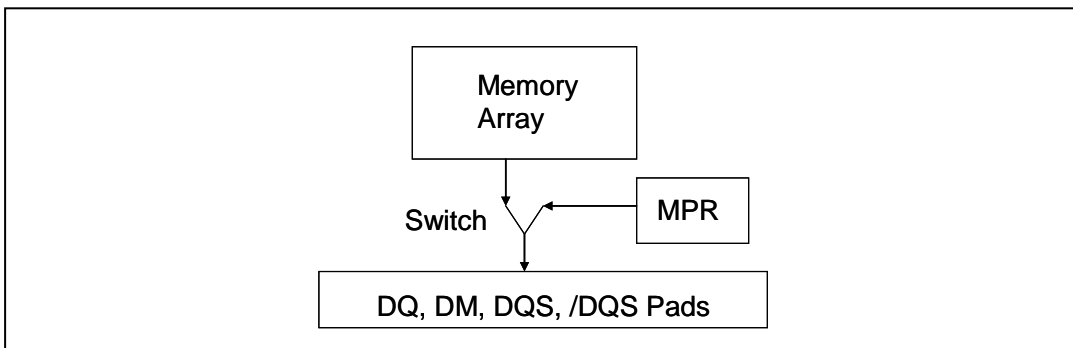 Memory
Array
Switch
MPR
DQ, DM, DQS, /DQS Pads